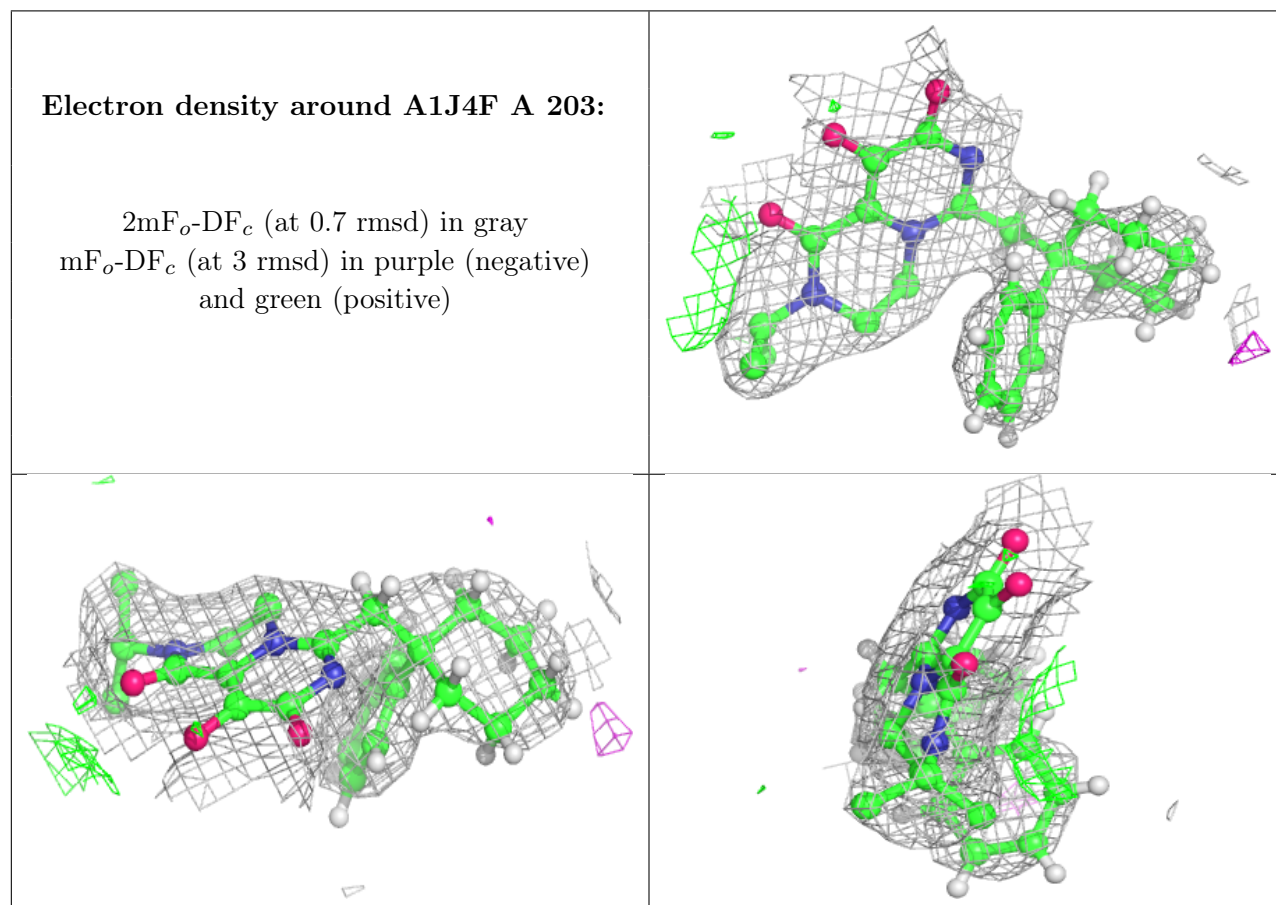 Electron density around A1J4F A 203:
2mFo-DFc (at 0.7 rmsd) in gray
mFo-DFc (at 3 rmsd) in purple (negative)
and green (positive)